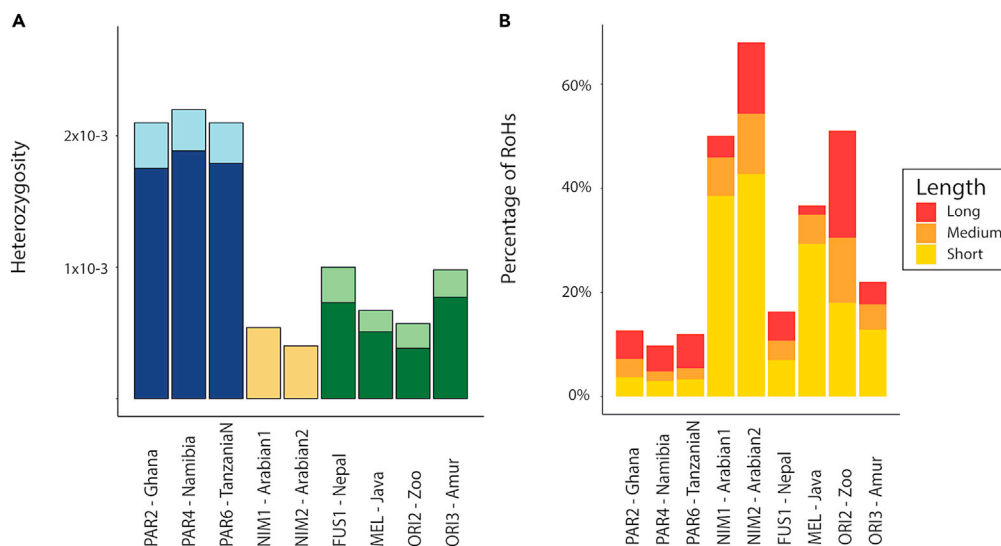 A
Heterozygosity
2x10-3
1x10-3
PAR2 - Ghana
PAR4 - Namibia
PAR6 - TanzaniaN
NIM1 - Arabian1
NIM2 - Arabian2
FUS1 - Nepal
MEL - Java
ORI2 - Zoo
ORI3 - Amur
B
Percentage of RoHs
60%
40%
20%
0%
PAR2 - Ghana
PAR4 - Namibia
PAR6 - TanzaniaN
NIM1 - Arabian1
NIM2 - Arabian2
FUS1 - Nepal
MEL - Java
ORI2 - Zoo
ORI3 - Amur
Length
Long
Medium
Short